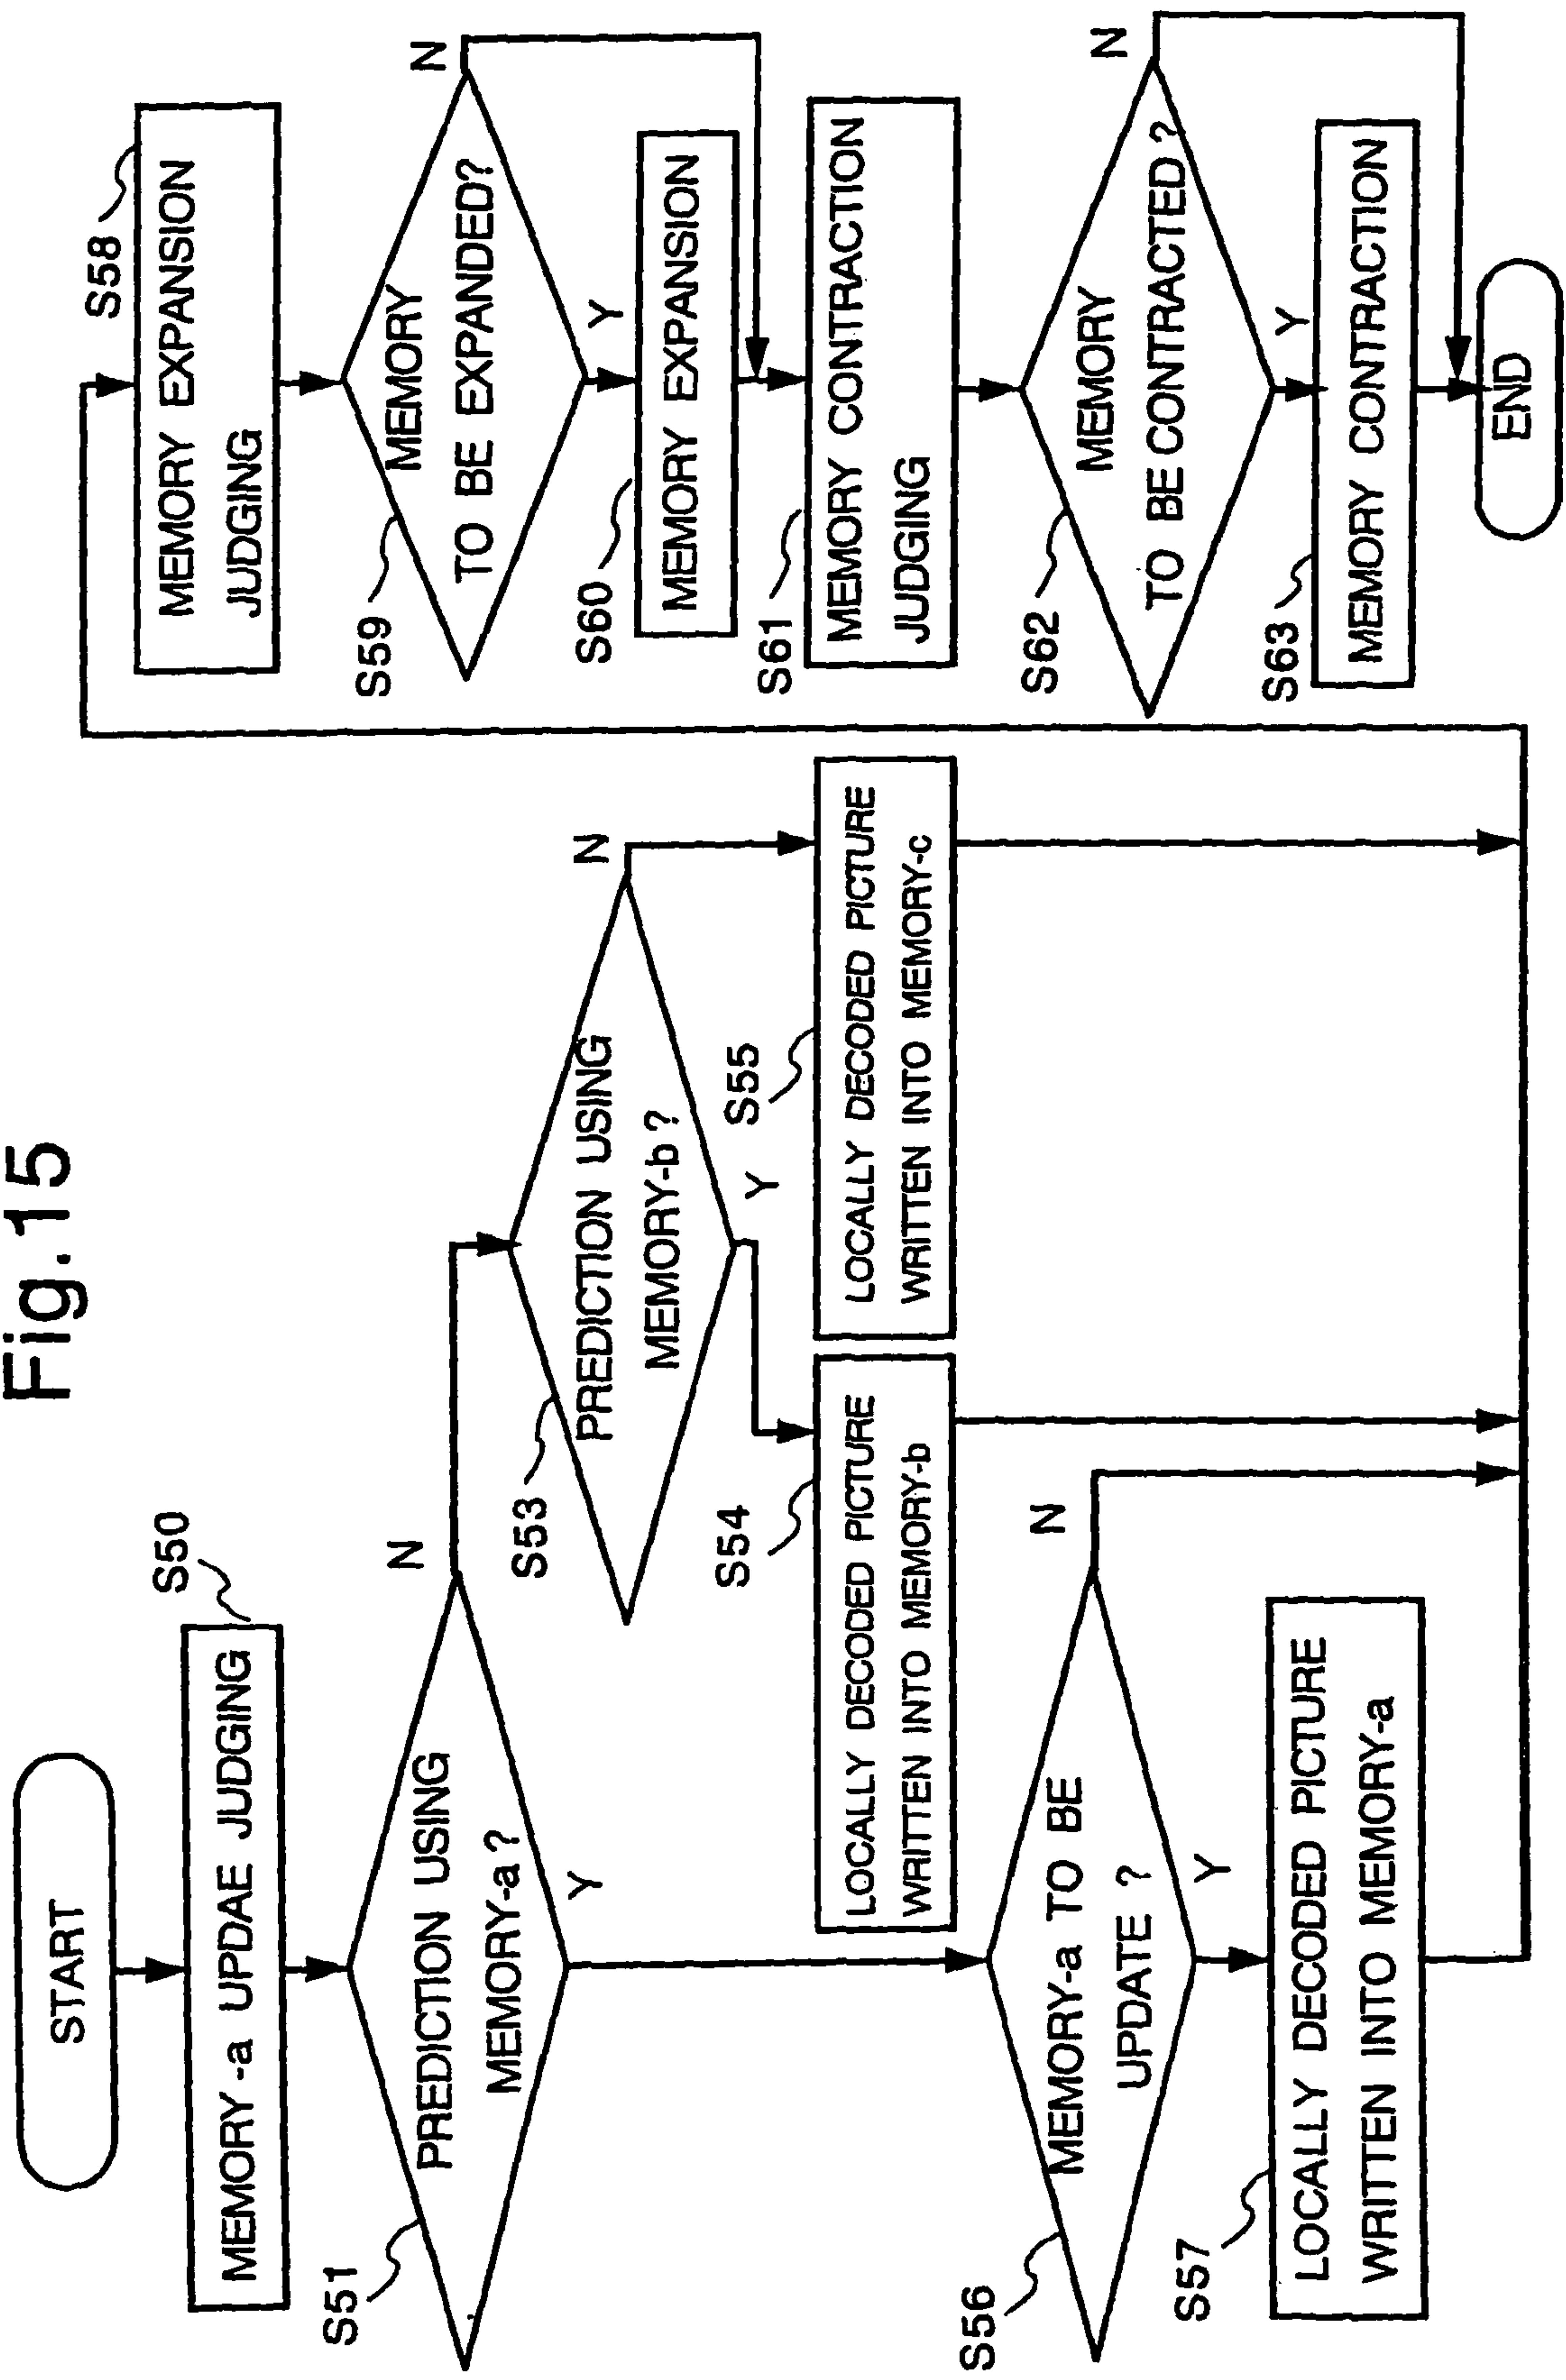 Fig.15
START
S50
MEMORY-a UPDAE JUDGING
S51
PREDICTION USING
MEMORY-a?
N
Y
S53
PREDICTION USING
MEMORY-b?
N
Y
S54
LOCALLY DECODED PICTURE
WRITTEN INTO MEMORY-b
S55
LOCALLY DECODED PICTURE
WRITTEN INTO MEMORY-c
S56
MEMORY-a TO BE
UPDATE ?
N
Y
S57
LOCALLY DECODED PICTURE
WRITTEN INTO MEMORY-a
S58
MEMORY EXPANSION
JUDGING
S59
MEMORY
TO BE EXPANDED?
N
Y
S60
MEMORY EXPANSION
S61
MEMORY CONTRACTION
JUDGING
S62
MEMORY
TO BE CONTRACTED ?
N
Y
S63
MEMORY CONTRACTION
END